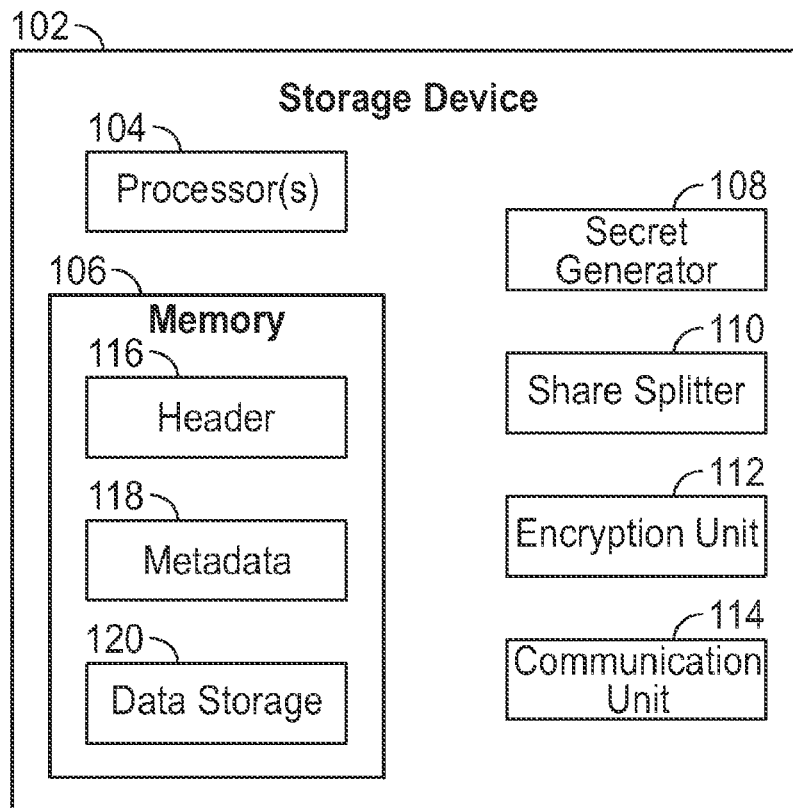 102
Storage Device
104
Processor(s)
106
Memory
116
Header
118
Metadata
120
Data Storage
108
Secret
Generator
110
Share Splitter
112
Encryption Unit
114
Communication
Unit